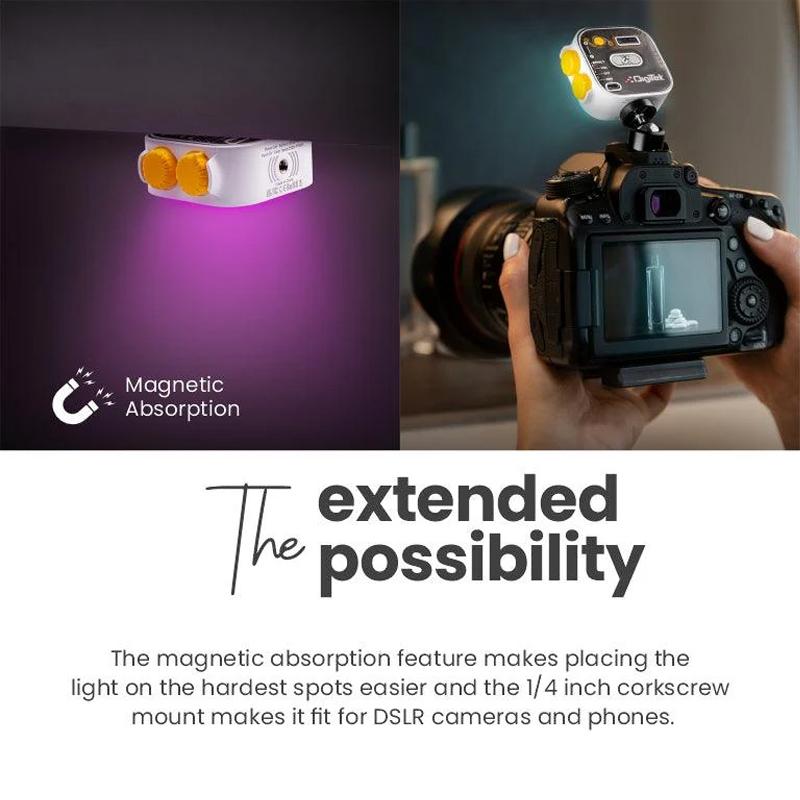 DigiTek
Magnetic
Absorption
The extended
possibility
The magnetic absorption feature makes placing the
light on the hardest spots easier and the 1/4 inch corkscrew
mount makes it fit for DSLR cameras and phones.